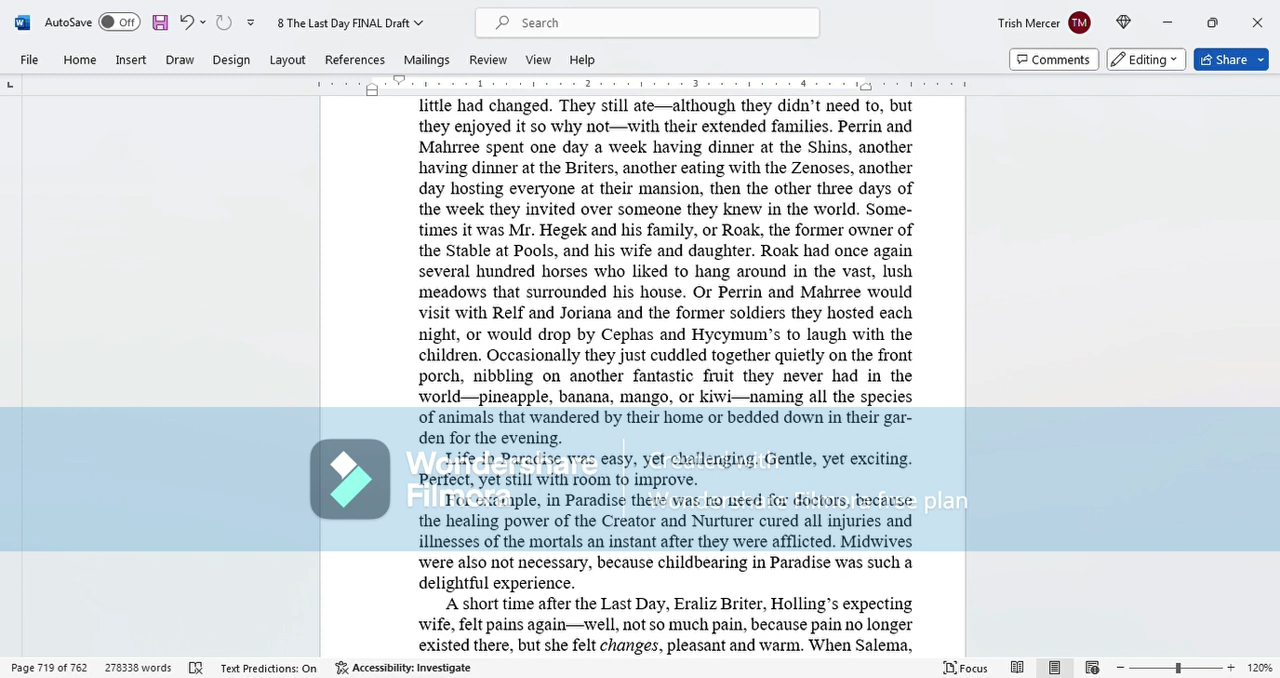 AutoSave Off 8 The Last Day FINAL Draft Search Trish Mercer TM
File Home Insert Draw Design Layout References Mailings Review View Help Comments Editing Share
1 2 3 4
little had changed. They still ate—although they didn't need to, but
they enjoyed it so why not—with their extended families. Perrin and
Mahrree spent one day a week having dinner at the Shins, another
having dinner at the Briters, another eating with the Zenoses, another
day hosting everyone at their mansion, then the other three days of
the week they invited over someone they knew in the world. Some-
times it was Mr. Hegek and his family, or Roak, the former owner of
the Stable at Pools, and his wife and daughter. Roak had once again
several hundred horses who liked to hang around in the vast, lush
meadows that surrounded his house. Or Perrin and Mahrree would
visit with Relf and Joriana and the former soldiers they hosted each
night, or would drop by Cephas and Hycymum's to laugh with the
children. Occasionally they just cuddled together quietly on the front
porch, nibbling on another fantastic fruit they never had in the
world—pineapple, banana, mango, or kiwi—naming all the species
of animals that wandered by their home or bedded down in their gar-
den for the evening.
Life in Paradise was easy, yet challenging. Gentle, yet exciting.
Perfect, yet still with room to improve.
For example, in Paradise there was no need for doctors, because
the healing power of the Creator and Nurturer cured all injuries and
illnesses of the mortals an instant after they were afflicted. Midwives
were also not necessary, because childbearing in Paradise was such a
delightful experience.
A short time after the Last Day, Eraliz Briter, Holling's expecting
wife, felt pains again—well, not so much pain, because pain no longer
existed there, but she felt changes, pleasant and warm. When Salema,
Wondershare
Filmora
Created with
Wondershare Filmora free plan
Page 719 of 762 278338 words Text Predictions: On Accessibility: Investigate Focus 120%